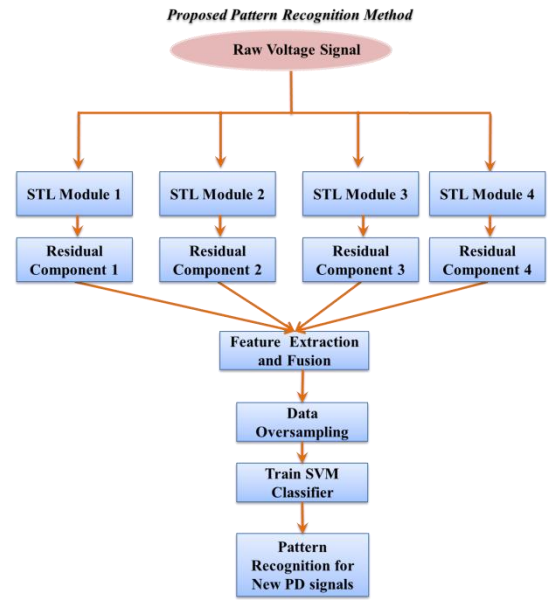 Proposed Pattern Recognition Method
Raw Voltage Signal
STL Module 1
STL Module 2
STL Module 3
STL Module 4
Residual
Component 1
Residual
Component 2
Residual
Component 3
Residual
Component 4
Feature Extraction
and Fusion
Data
Oversampling
Train SVM
Classifier
Pattern
Recognition for
New PD signals